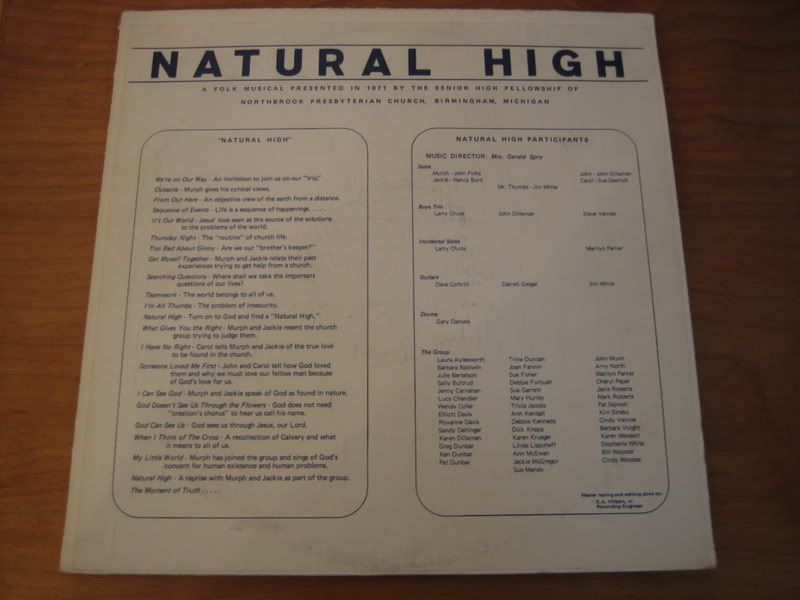 NATURAL HIGH
A FOLK MUSICAL PRESENTED IN 1971 BY THE SENIOR HIGH FELLOWSHIP OF
NORTHBROOK PRESBYTERIAN CHURCH, BIRMINGHAM, MICHIGAN
"NATURAL HIGH"
We're on Our Way - An invitation to join us on our "trip."
Outasite - Murph gives his cynical views.
From Out Here - An objective view of the earth from a distance.
Sequence of Events - Life is a sequence of happenings. . . . .
It's Our World - Jesus' love seen as the source of the solutions
to the problems of the world.
Thursday Night - The "routine" of church life.
Too Bad About Ginny - Are we our "brother's keeper?"
Get Myself Together - Murph and Jackie relate their past
experiences trying to get help from a church.
Searching Questions - Where shall we take the important
questions of our lives?
Teamwork - The world belongs to all of us.
I'm All Thumbs - The problem of insecurity.
Natural High - Turn on to God and find a "Natural High."
What Gives You the Right - Murph and Jackie resent the church
group trying to judge them.
I Have No Right - Carol tells Murph and Jackie of the true love
to be found in the church.
Someone Loved Me First - John and Carol tell how God loved
them and why we must love our fellow man because
of God's love for us.
I Can See God - Murph and Jackie speak of God as found in nature.
God Doesn't See Us Through the Flowers - God does not need
"creation's chorus" to hear us call his name.
God Can See Us - God sees us through Jesus, our Lord.
When I Think of The Cross - A recollection of Calvary and what
it means to all of us.
My Little World - Murph has joined the group and sings of God's
concern for human existence and human problems.
Natural High - A reprise with Murph and Jackie as part of the group.
The Moment of Truth . . . . .
NATURAL HIGH PARTICIPANTS
MUSIC DIRECTOR: Mrs. Gerald Spry
Solos
Murph - John Ficha John - John Dilleman
Jackie - Nancy Burd Carol - Sue
Mr. Thumbs - Jim White
Boys Trio
Larry Chute John Dilleman Steve Vernier
Incidental Solos
Larry Chute Marilyn Parker
Guitars
Dave Cottrill Darrell Geiger Jim White
Drums
Gary Daniels
The Group
Laura Aylesworth Trina Duncan John Munn
Barbara Baldwin Joan Fannin Amy North
Julie Bertelson Sue Fisher Marilyn Parker
Sally Buttrud Debbie Forbush Cheryl Peper
Jenny Carnahan Sue Garrett Janis Roberts
Lucy Chandler Mary Hurley Mark Roberts
Wendy Cofer Tricia Jacobs Pat Sejnost
Elliott Davis Ann Kendall Kim Streby
Roxanne Davis Debbie Kennedy Cindy Vernier
Sandy Dellinger Dick Knapp Barbara Voight
Karen Dilleman Karen Krueger Karen Weissert
Greg Dunbar Linda Stephanie White
Ken Dunbar Ann McEwan Bill Wooster
Pat Dunbar Jackie McGregor Cindy Wooster
Sue Mandy
Master taping and editing done by:
E.A. Jr.
Recording Engineer